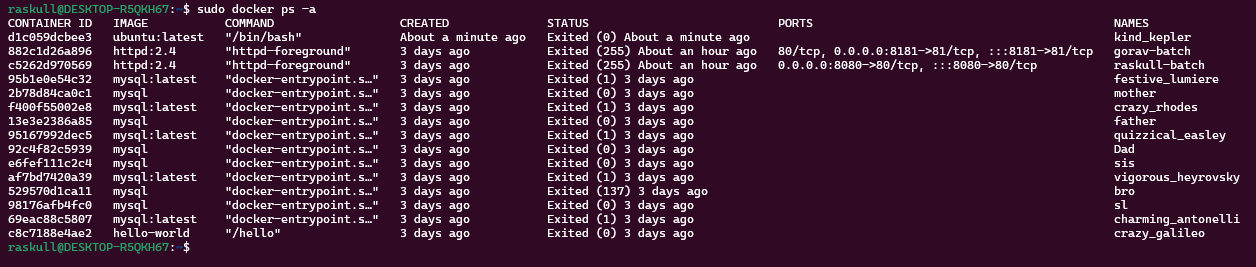 raskull@DESKTOP-R5QKH67:~$ sudo docker ps -a
CONTAINER ID   IMAGE           COMMAND                  CREATED              STATUS                           PORTS                                           NAMES
d1c059dcbee3   ubuntu:latest   "/bin/bash"              About a minute ago   Exited (0) About a minute ago                                                    kind_kepler
882c1d26a896   httpd:2.4       "httpd-foreground"       3 days ago           Exited (255) About an hour ago   80/tcp, 0.0.0.0:8181->81/tcp, :::8181->81/tcp   gorav-batch
c5262d970569   httpd:2.4       "httpd-foreground"       3 days ago           Exited (255) About an hour ago   0.0.0.0:8080->80/tcp, :::8080->80/tcp           raskull-batch
95b1e0e54c32   mysql:latest    "docker-entrypoint.s…"   3 days ago           Exited (1) 3 days ago                                                            festive_lumiere
2b78d84ca0c1   mysql           "docker-entrypoint.s…"   3 days ago           Exited (0) 3 days ago                                                            mother
f400f55002e8   mysql:latest    "docker-entrypoint.s…"   3 days ago           Exited (1) 3 days ago                                                            crazy_rhodes
13e3e2386a85   mysql           "docker-entrypoint.s…"   3 days ago           Exited (0) 3 days ago                                                            father
95167992dec5   mysql:latest    "docker-entrypoint.s…"   3 days ago           Exited (1) 3 days ago                                                            quizzical_easley
92c4f82c5939   mysql           "docker-entrypoint.s…"   3 days ago           Exited (0) 3 days ago                                                            Dad
e6fef111c2c4   mysql           "docker-entrypoint.s…"   3 days ago           Exited (0) 3 days ago                                                            sis
af7bd7420a39   mysql:latest    "docker-entrypoint.s…"   3 days ago           Exited (1) 3 days ago                                                            vigorous_heyrovsky
529570d1ca11   mysql           "docker-entrypoint.s…"   3 days ago           Exited (137) 3 days ago                                                          bro
98176afb4fc0   mysql           "docker-entrypoint.s…"   3 days ago           Exited (0) 3 days ago                                                            sl
69eac88c5807   mysql:latest    "docker-entrypoint.s…"   3 days ago           Exited (1) 3 days ago                                                            charming_antonelli
c8c7188e4ae2   hello-world     "/hello"                 3 days ago           Exited (0) 3 days ago                                                            crazy_galileo
raskull@DESKTOP-R5QKH67:~$